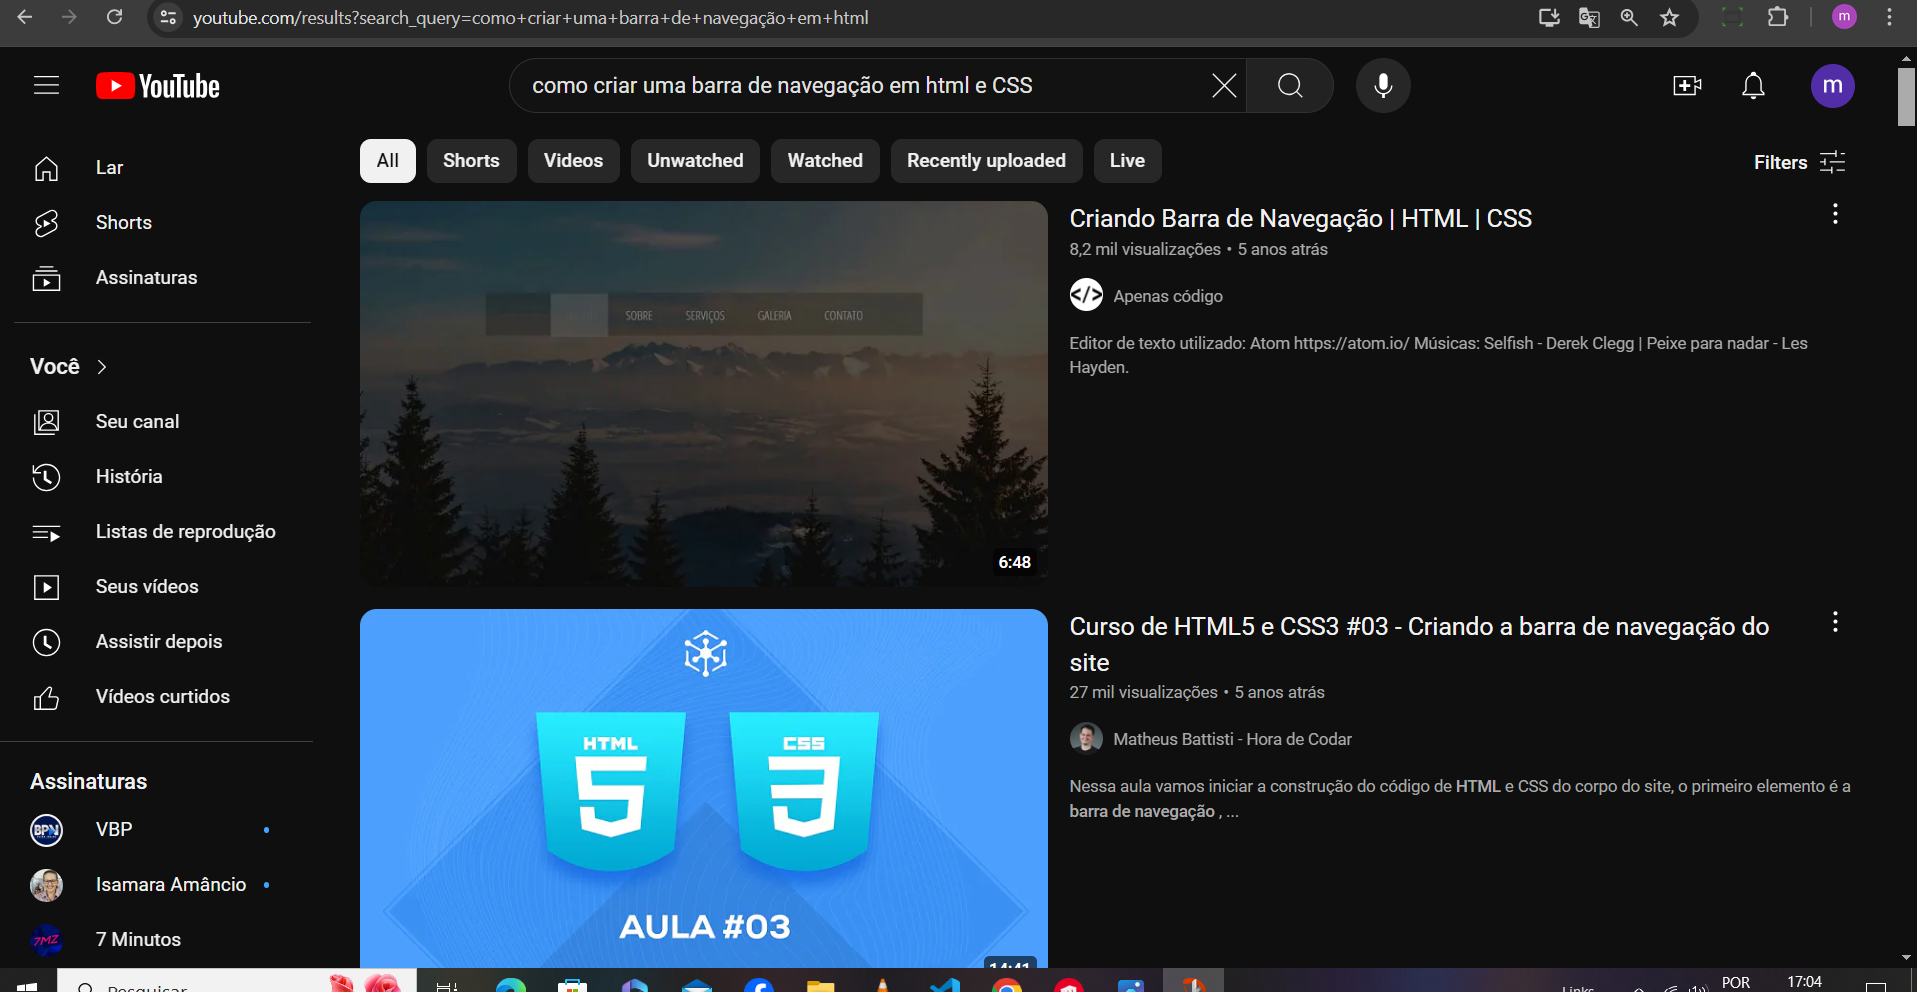 youtube.com/results?search_query=como+criar+uma+barra+de+navegação+em+html
m
YouTube
como criar uma barra de navegação em html e CSS
m
All
Shorts
Videos
Unwatched
Watched
Recently uploaded
Live
Filters
Lar
Shorts
Assinaturas
Você
Seu canal
História
Listas de reprodução
Seus vídeos
Assistir depois
Vídeos curtidos
Assinaturas
VBP
Isamara Amâncio
7 Minutos
BPN
7MZ
SOBRE
SERVIÇOS
GALERIA
CONTATO
6:48
Criando Barra de Navegação | HTML | CSS
8,2 mil visualizações • 5 anos atrás
</>
Apenas código
Editor de texto utilizado: Atom https://atom.io/ Músicas: Selfish - Derek Clegg | Peixe para nadar - Les
Hayden.
HTML
5
CSS
3
AULA #03
14:41
Curso de HTML5 e CSS3 #03 - Criando a barra de navegação do
site
27 mil visualizações • 5 anos atrás
Matheus Battisti - Hora de Codar
Nessa aula vamos iniciar a construção do código de HTML e CSS do corpo do site, o primeiro elemento é a
barra de navegação , ...
Pesquisar
Links
POR
17:04